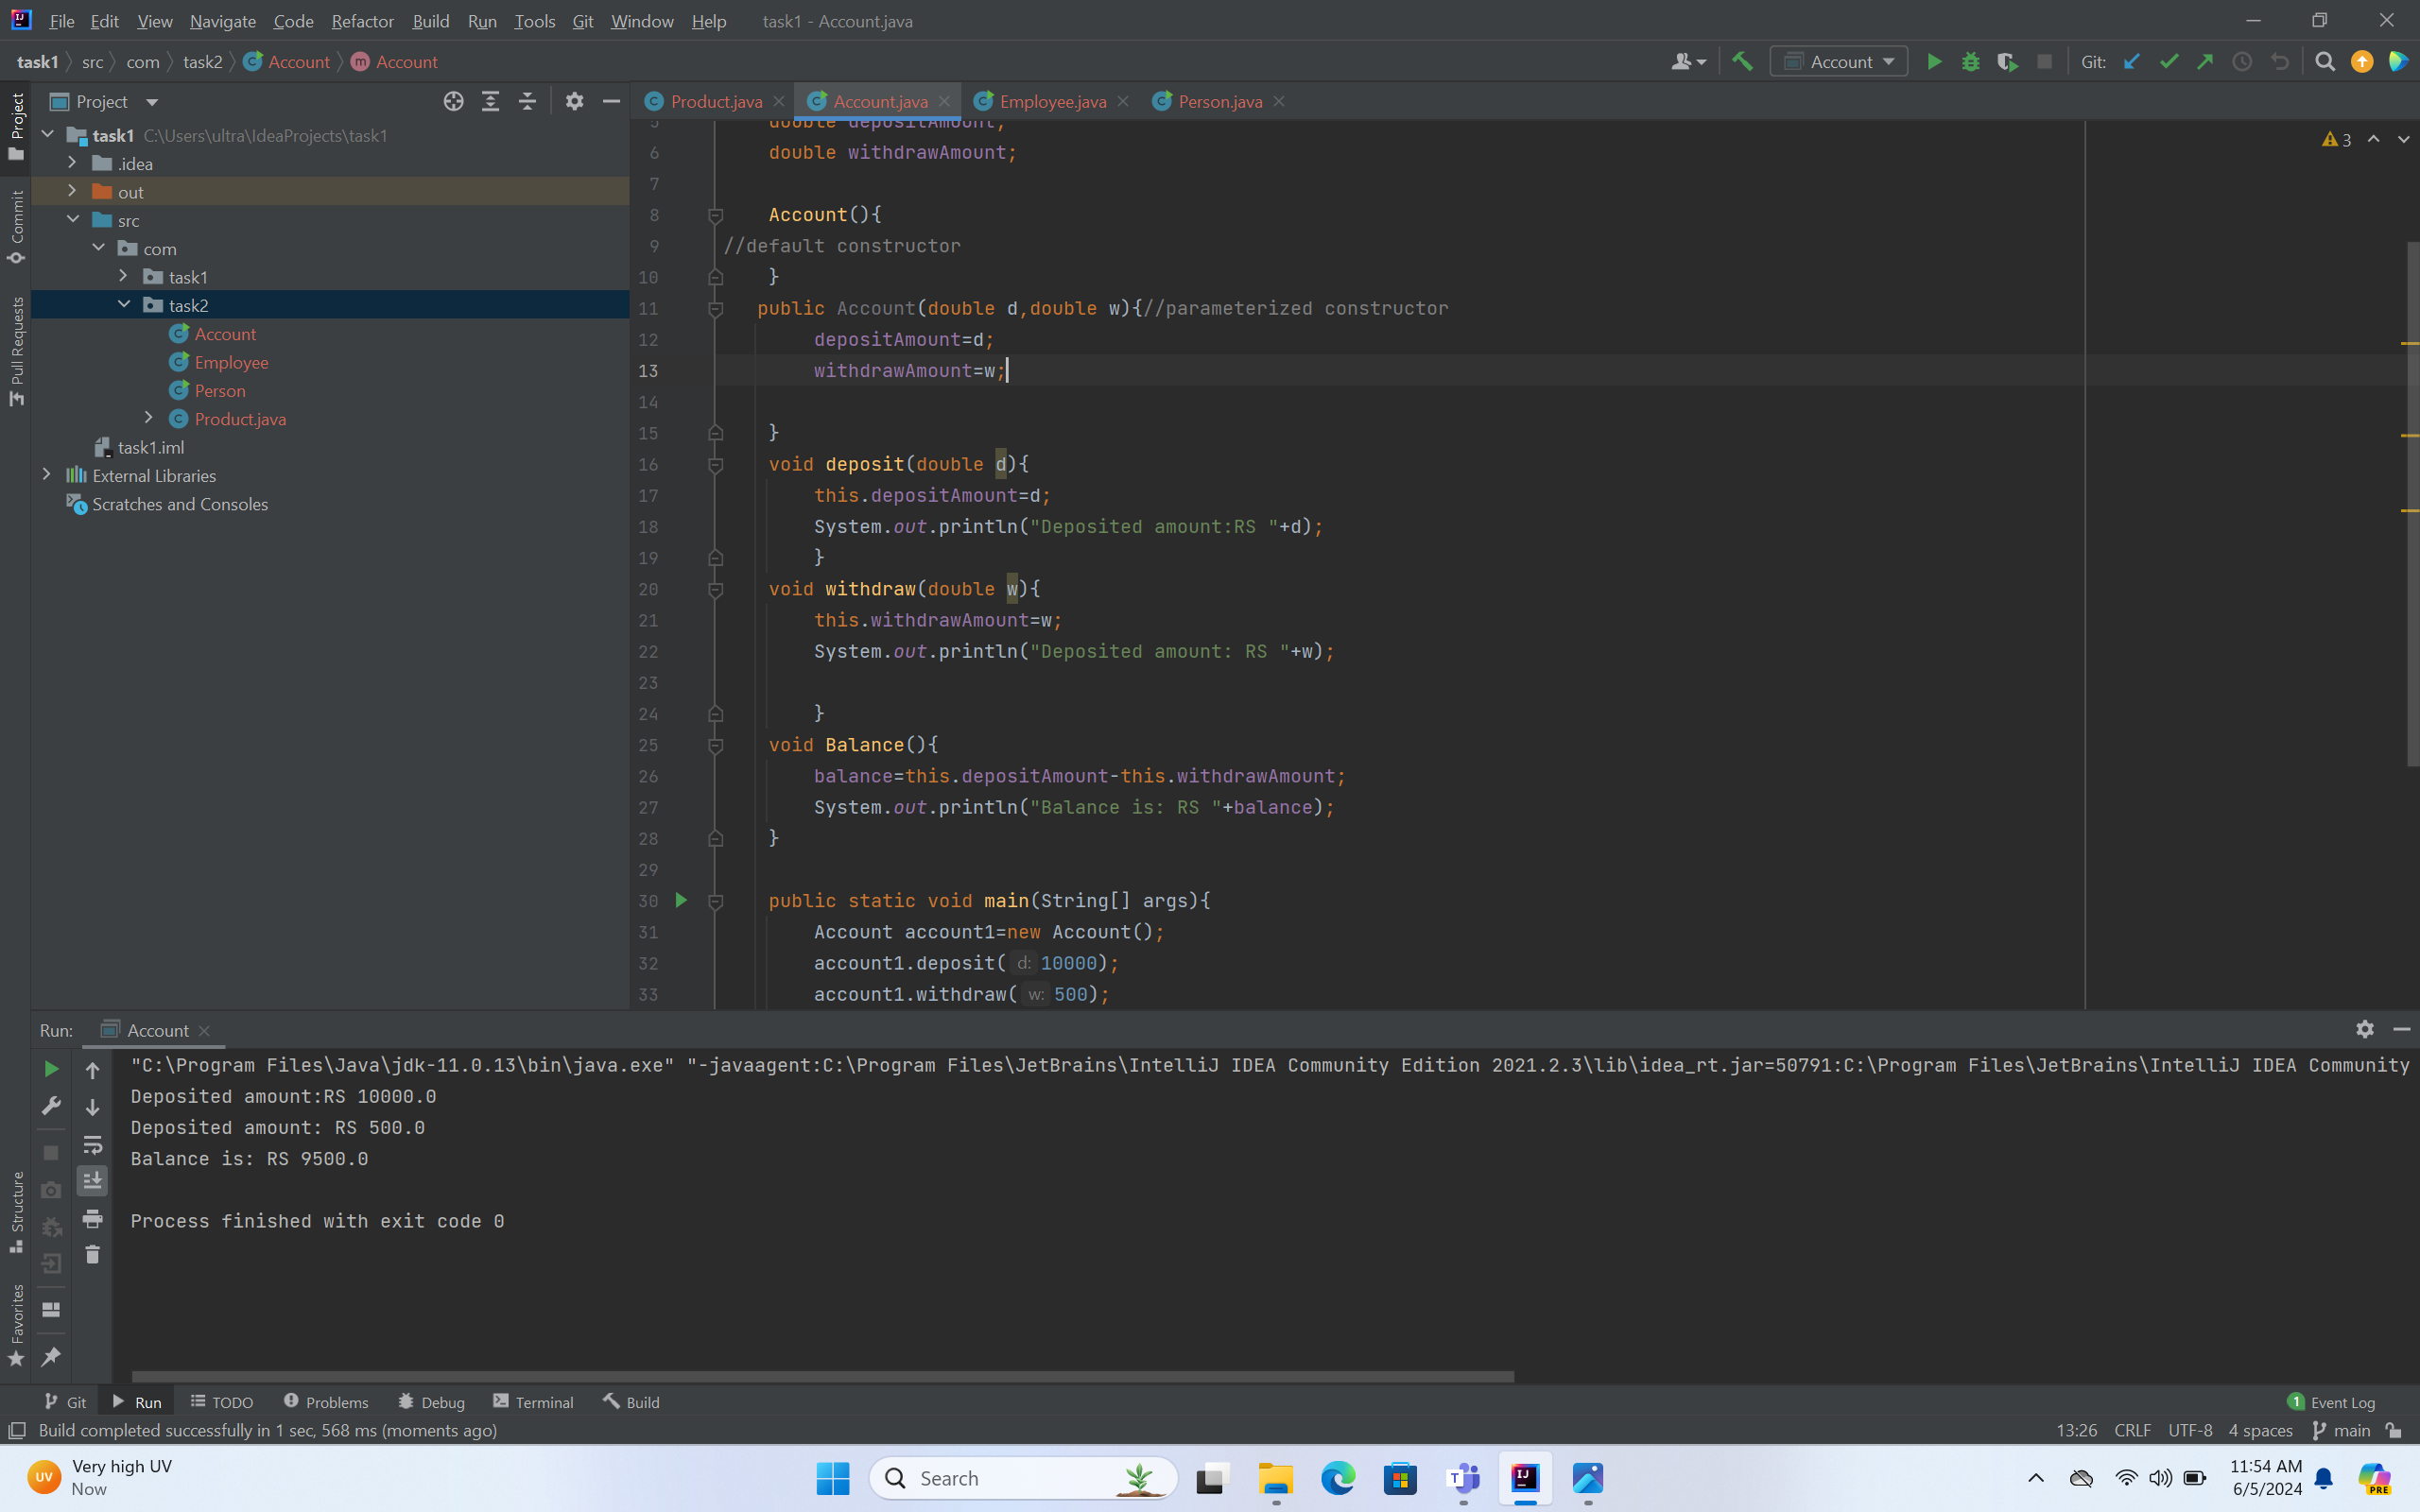 File Edit View Navigate Code Refactor Build Run Tools Git Window Help task1 - Account.java
task1 src com task2 Account m Account
Account Git:
Project
Product.java Account.java Employee.java Person.java
task1 C:\Users\ultra\IdeaProjects\task1
.idea
out
src
com
task1
task2
Account
Employee
Person
Product.java
task1.iml
External Libraries
Scratches and Consoles
Project
Commit
Pull Requests
Structure
Favorites
3
5 double depositAmount;
6 double withdrawAmount;
7
8 Account(){
9 //default constructor
10 }
11 public Account(double d,double w){//parameterized constructor
12 depositAmount=d;
13 withdrawAmount=w;
14
15 }
16 void deposit(double d){
17 this.depositAmount=d;
18 System.out.println("Deposited amount:RS "+d);
19 }
20 void withdraw(double w){
21 this.withdrawAmount=w;
22 System.out.println("Deposited amount: RS "+w);
23
24 }
25 void Balance(){
26 balance=this.depositAmount-this.withdrawAmount;
27 System.out.println("Balance is: RS "+balance);
28 }
29
30 public static void main(String[] args){
31 Account account1=new Account();
32 account1.deposit( d: 10000);
33 account1.withdraw( w: 500);
Run: Account
"C:\Program Files\Java\jdk-11.0.13\bin\java.exe" "-javaagent:C:\Program Files\JetBrains\IntelliJ IDEA Community Edition 2021.2.3\lib\idea_rt.jar=50791:C:\Program Files\JetBrains\IntelliJ IDEA Community
Deposited amount:RS 10000.0
Deposited amount: RS 500.0
Balance is: RS 9500.0
Process finished with exit code 0
Git Run TODO Problems Debug Terminal Build 1 Event Log
Build completed successfully in 1 sec, 568 ms (moments ago) 13:26 CRLF UTF-8 4 spaces main
UV Very high UV
Now
Search
11:54 AM
6/5/2024
PRE